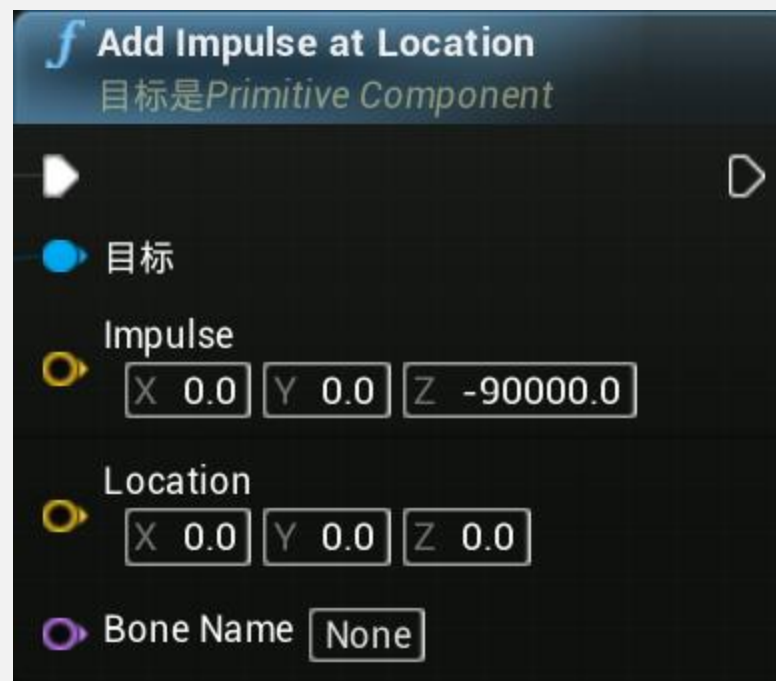 f Add Impulse at Location
目标是Primitive Component
目标
Impulse
X 0.0 Y 0.0 Z -90000.0
Location
X 0.0 Y 0.0 Z 0.0
Bone Name None